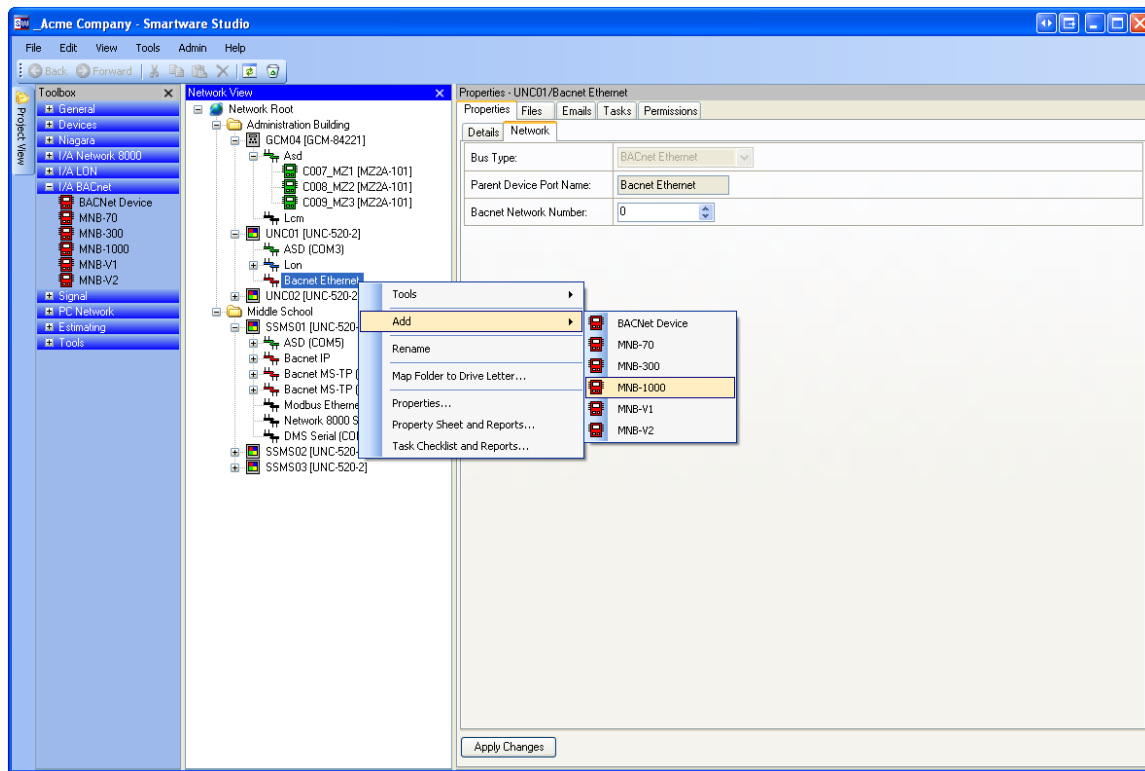 _Acme Company - Smartware Studio
File Edit View Tools Admin Help
Back Forward
Project View
Toolbox
General
Devices
Niagara
I/A Network 8000
I/A LON
I/A BACnet
BACNet Device
MNB-70
MNB-300
MNB-1000
MNB-V1
MNB-V2
Signal
PC Network
Estimating
Tools
Network View
Network Root
Administration Building
GCM04 [GCM-84221]
Asd
C007_MZ1 [MZ2A-101]
C008_MZ2 [MZ2A-101]
C009_MZ3 [MZ2A-101]
Lcm
UNC01 [UNC-520-2]
ASD (COM3)
Lon
Bacnet Ethernet
UNC02 [UNC-520-2
Middle School
SSMS01 [UNC-520-
ASD (COM5)
Bacnet IP
Bacnet MS-TP (
Bacnet MS-TP (
Modbus Etherne
Network 8000 S
DMS Serial (CO
SSMS02 [UNC-520-
SSMS03 [UNC-520-2]
Tools
Add
Rename
Map Folder to Drive Letter...
Properties...
Property Sheet and Reports...
Task Checklist and Reports...
BACNet Device
MNB-70
MNB-300
MNB-1000
MNB-V1
MNB-V2
Properties - UNC01/Bacnet Ethernet
Properties Files Emails Tasks Permissions
Details Network
Bus Type: BACnet Ethernet
Parent Device Port Name: Bacnet Ethernet
Bacnet Network Number: 0
Apply Changes